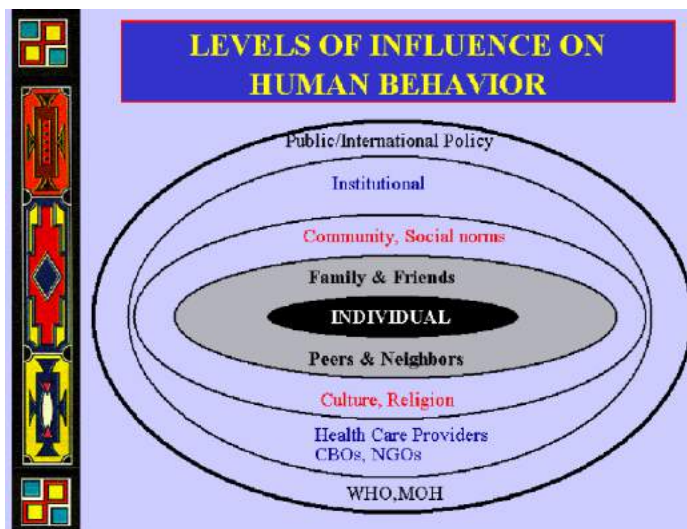 LEVELS OF INFLUENCE ON
HUMAN BEHAVIOR
Public/International Policy
Institutional
Community, Social norms
Family & Friends
INDIVIDUAL
Peers & Neighbors
Culture, Religion
Health Care Providers
CBOs, NGOs
WHO,MOH